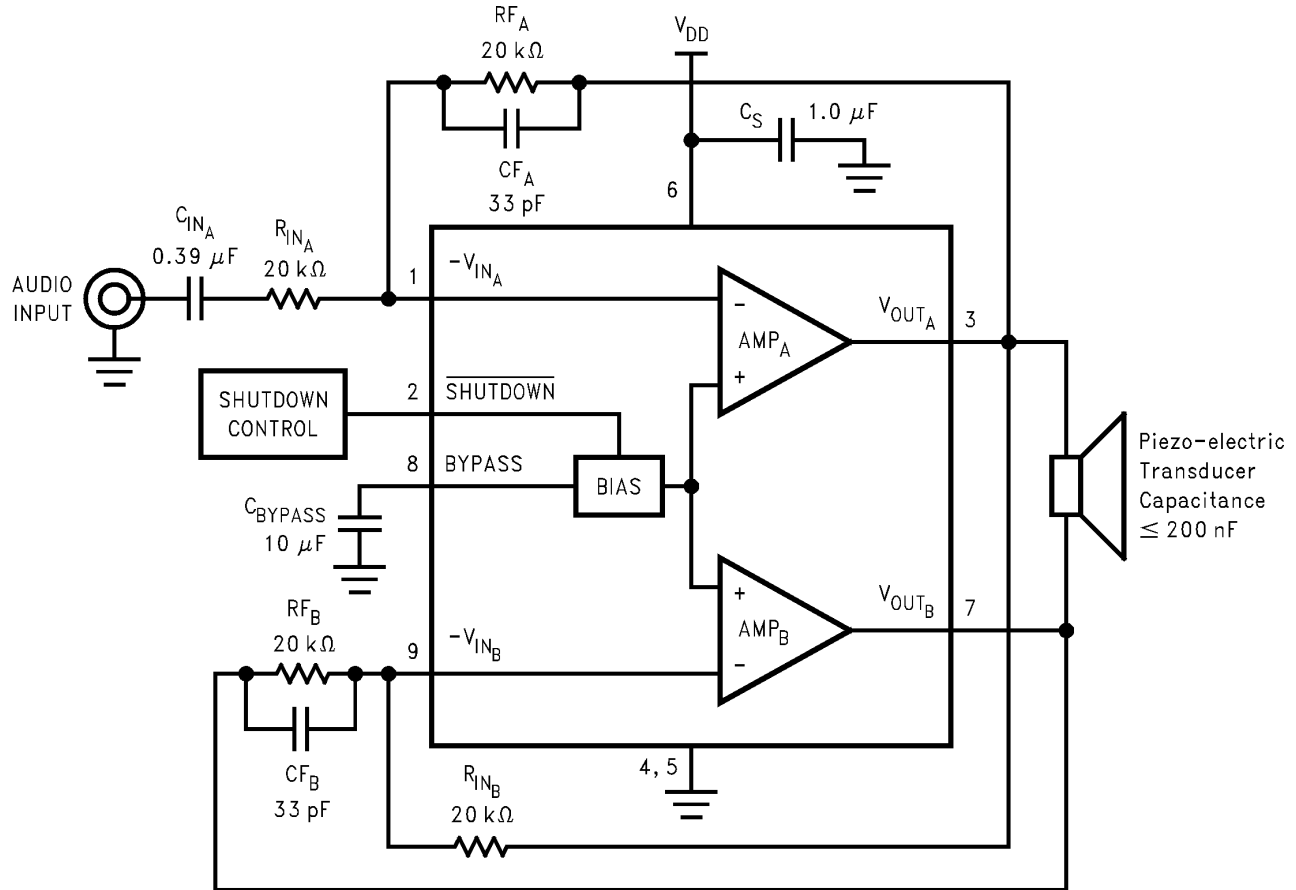 RF_A
20 kΩ
V_DD
C_S 1.0 μF
CF_A
33 pF
6
C_IN_A
0.39 μF
R_IN_A
20 kΩ
AUDIO
INPUT
1
-V_IN_A
-
AMP_A
+
V_OUT_A
3
SHUTDOWN
CONTROL
2
SHUTDOWN
8
BYPASS
BIAS
C_BYPASS
10 μF
Piezo-electric
Transducer
Capacitance
≤ 200 nF
RF_B
20 kΩ
9
-V_IN_B
+
AMP_B
-
V_OUT_B
7
CF_B
33 pF
4, 5
R_IN_B
20 kΩ